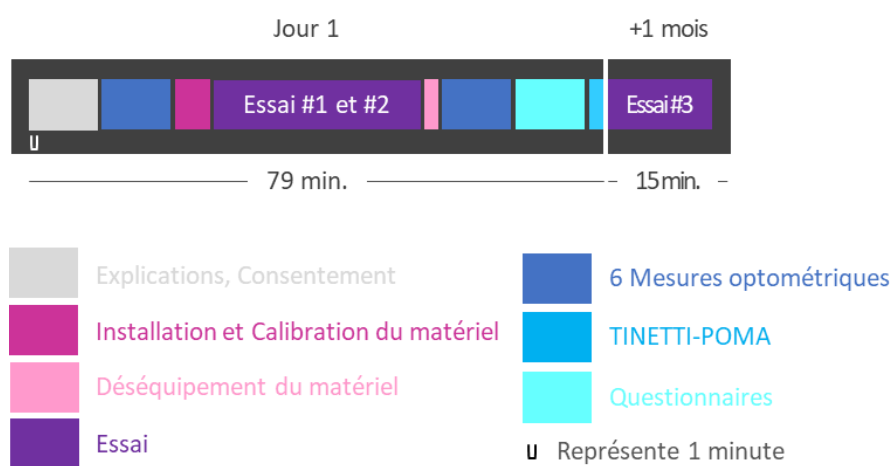 Jour 1
+1 mois
Essai #1 et #2
Essai#3
79 min.
15min.
Explications, Consentement
6 Mesures optométriques
Installation et Calibration du matériel
TINETTI-POMA
Déséquipement du matériel
Questionnaires
Essai
Représente 1 minute